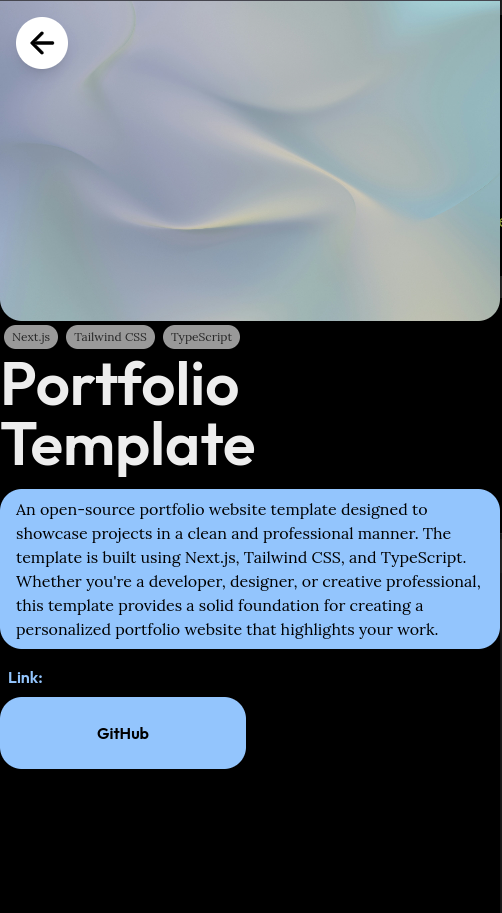 Next.js Tailwind CSS TypeScript
Portfolio
Template
An open-source portfolio website template designed to
showcase projects in a clean and professional manner. The
template is built using Next.js, Tailwind CSS, and TypeScript.
Whether you're a developer, designer, or creative professional,
this template provides a solid foundation for creating a
personalized portfolio website that highlights your work.
Link:
GitHub